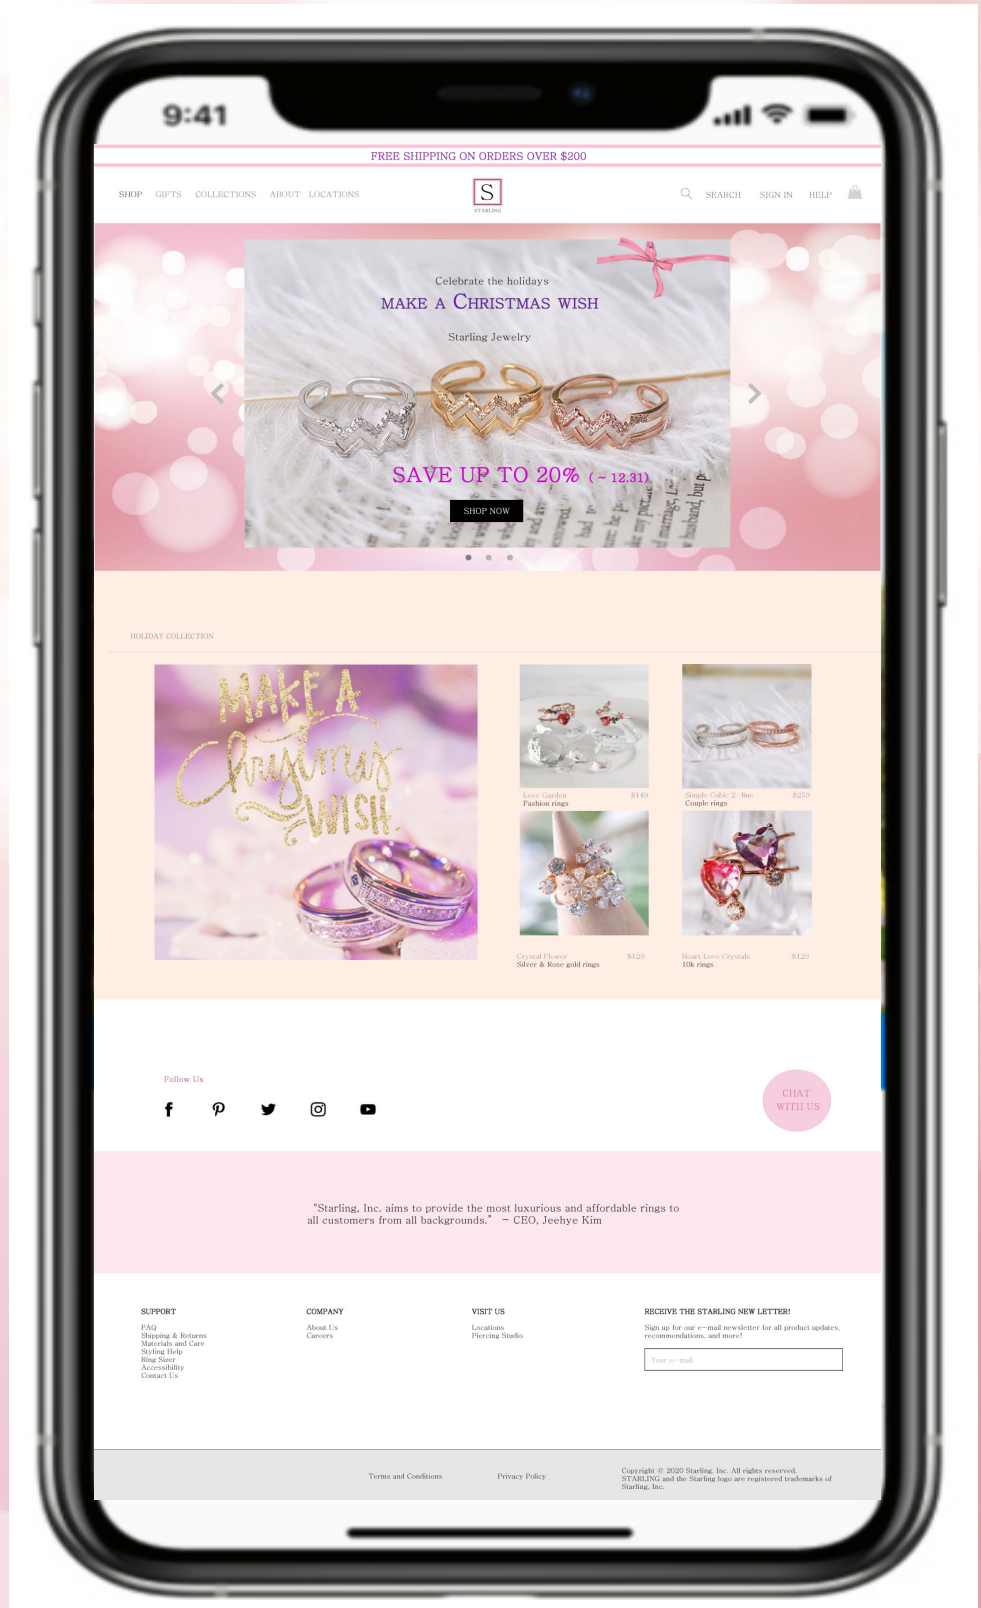 9:41
FREE SHIPPING ON ORDERS OVER $200
SHOP GIFTS COLLECTIONS ABOUT LOCATIONS
S
STARLING
SEARCH SIGN IN HELP
Celebrate the holidays
MAKE A CHRISTMAS WISH
Starling Jewelry
SAVE UP TO 20% ( ~ 12.31)
SHOP NOW
HOLIDAY COLLECTION
MAKE A
Christmas
WISH.
Love Garden $149
Fashion rings
Simple Cubic 2-line $259
Couple rings
Crystal Flower $129
Silver & Rose gold rings
Heart Love Crystals $129
10k rings
Follow Us
CHAT
WITH US
"Starling, Inc. aims to provide the most luxurious and affordable rings to
all customers from all backgrounds." - CEO, Jeehye Kim
SUPPORT
FAQ
Shipping & Returns
Materials and Care
Styling Help
Ring Sizer
Accessibility
Contact Us
COMPANY
About Us
Careers
VISIT US
Locations
Piercing Studio
RECEIVE THE STARLING NEW LETTER!
Sign up for our e-mail newsletter for all product updates,
recommendations, and more!
Your e-mail
Terms and Conditions
Privacy Policy
Copyright © 2020 Starling, Inc. All rights reserved.
STARLING and the Starling logo are registered trademarks of
Starling, Inc.